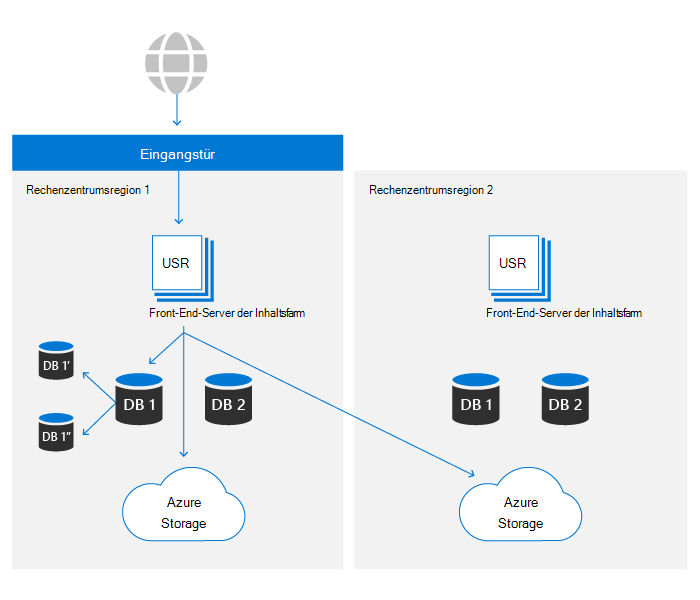 Eingangstür
Rechenzentrumsregion 1
USR
Front-End-Server der Inhaltsfarm
DB 1'
DB 1
DB 2
DB 1"
Azure
Storage
Rechenzentrumsregion 2
USR
Front-End-Server der Inhaltsfarm
DB 1
DB 2
Azure
Storage